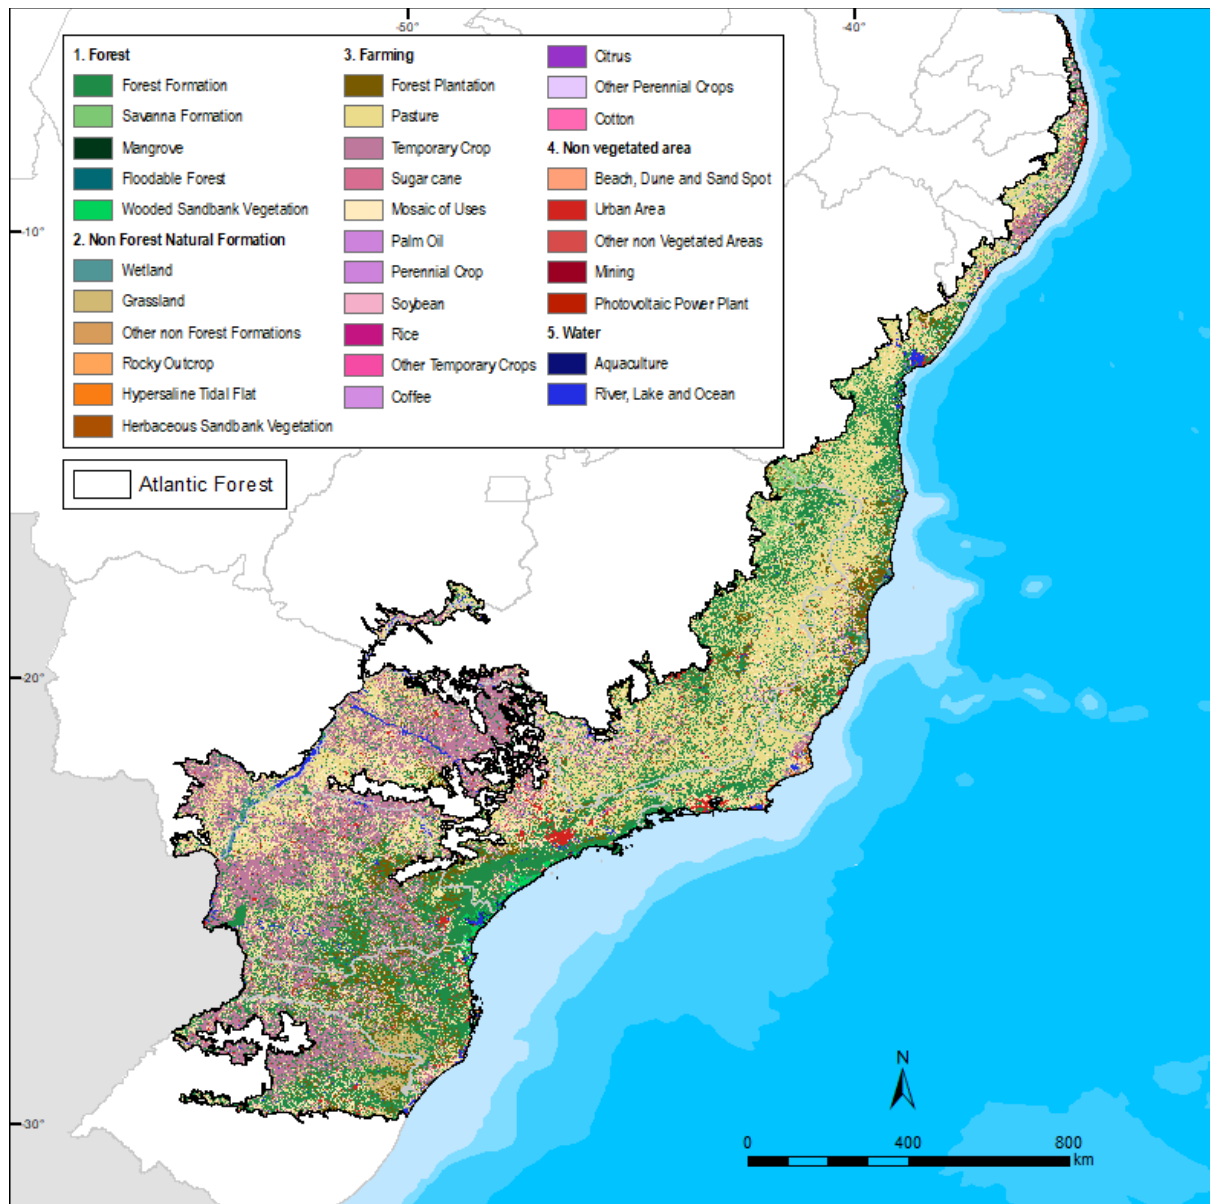 -50°
-40°
1. Forest
Forest Formation
Savanna Formation
Mangrove
Floodable Forest
Wooded Sandbank Vegetation
2. Non Forest Natural Formation
Wetland
Grassland
Other non Forest Formations
Rocky Outcrop
Hypersaline Tidal Flat
Herbaceous Sandbank Vegetation
3. Farming
Forest Plantation
Pasture
Temporary Crop
Sugar cane
Mosaic of Uses
Palm Oil
Perennial Crop
Soybean
Rice
Other Temporary Crops
Coffee
Citrus
Other Perennial Crops
Cotton
4. Non vegetated area
Beach, Dune and Sand Spot
Urban Area
Other non Vegetated Areas
Mining
Photovoltaic Power Plant
5. Water
Aquaculture
River, Lake and Ocean
Atlantic Forest
-10°
-20°
-30°
N
0 400 800
km